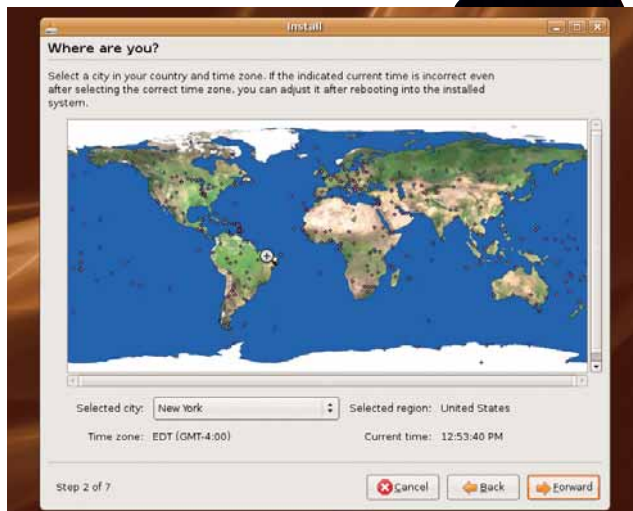 Install
Where are you?
Select a city in your country and time zone. If the indicated current time is incorrect even
after selecting the correct time zone, you can adjust it after rebooting into the installed
system.
Selected city: New York Selected region: United States
Time zone: EDT (GMT-4:00) Current time: 12:53:40 PM
Step 2 of 7 Cancel Back Forward